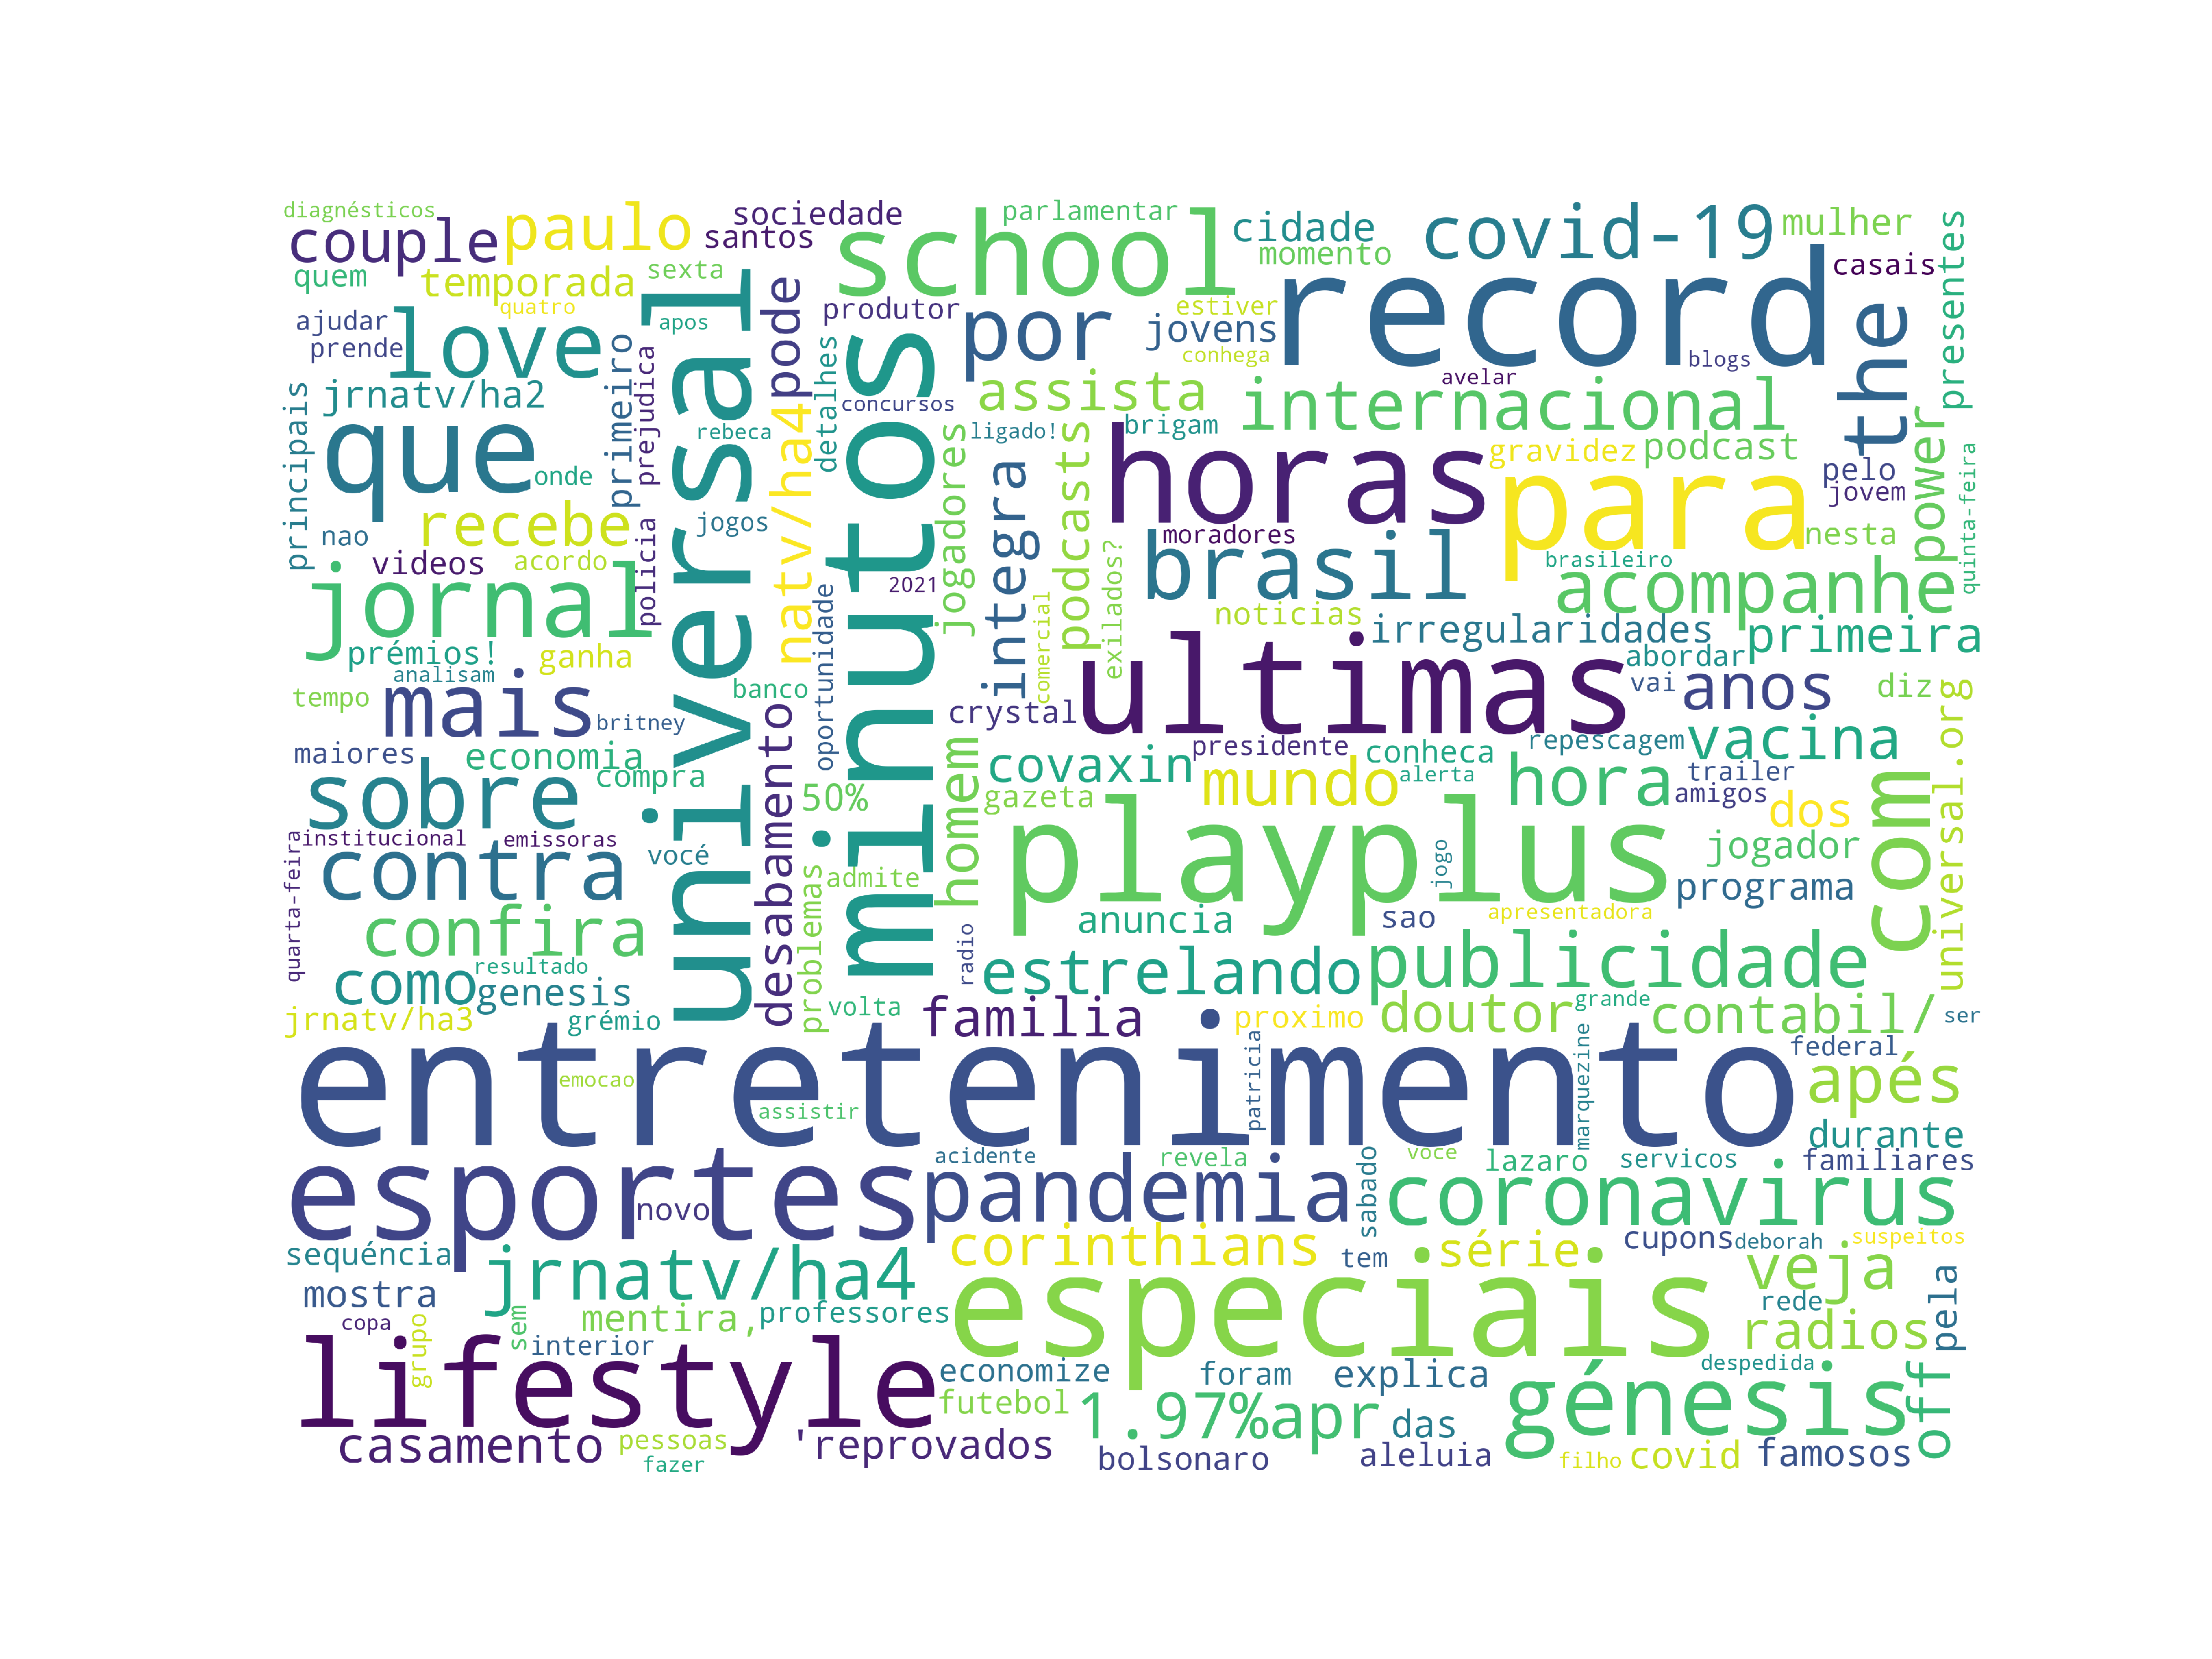 diagnésticos
couple
paulo
sociedade
santos
school
parlamentar
cidade
momento
covid-19
mulher
casais
presentes
quem
temporada
sexta
quatro
universal
pode
produtor
por
estiver
jovens
conhega
record
blogs
the
ajudar
prende
love
apos
primeiro
prejudica
detalhes
minutos
concursos
assista
avelar
internacional
principais
jrnatv/ha2
que
onde
rebeca
natv/ha4
jogadores
ligado!
brigam
integra
podcasts
horas
gravidez
podcast
para
pelo
jovem
power
quinta-feira
nao
recebe
policia
jogos
videos
acordo
2021
exilados?
moradores
brasil
brasileiro
nesta
acompanhe
jornal
oportunidade
comercial
noticias
irregularidades
primeira
prémios!
ganha
analisam
tempo
mais
britney
banco
crystal
ultimas
abordar
vai
anos
diz
universal.org
maiores
economia
compra
desabamento
homem
covaxin
presidente
conheca
repescagem
vacina
sobre
50%
gazeta
mundo
alerta
hora
trailer
amigos
dos
com
quarta-feira
institucional
emissoras
vocé
contra
problemas
admite
playplus
jogo
jogador
programa
confira
radio
anuncia
sao
apresentadora
como
resultado
genesis
estrelando
publicidade
jrnatv/ha3
grémio
volta
familia
proximo
doutor
grande
contabil/
ser
entretenimento
emocao
assistir
patricia
marquezine
federal
apés
durante
esportes
novo
acidente
pandemia
revela
sabado
voce
lazaro
servicos
familiares
coronavirus
sequéncia
mostra
jrnatv/ha4
corinthians
tem
série
cupons
deborah
suspeitos
veja
copa
grupo
sem
mentira,
professores
interior
especiais
rede
radios
pela
lifestyle
economize
foram
explica
despedida
futebol
1.97%apr
das
génesis
off
casamento
pessoas
fazer
'reprovados
bolsonaro
aleluia
filho
covid
famosos